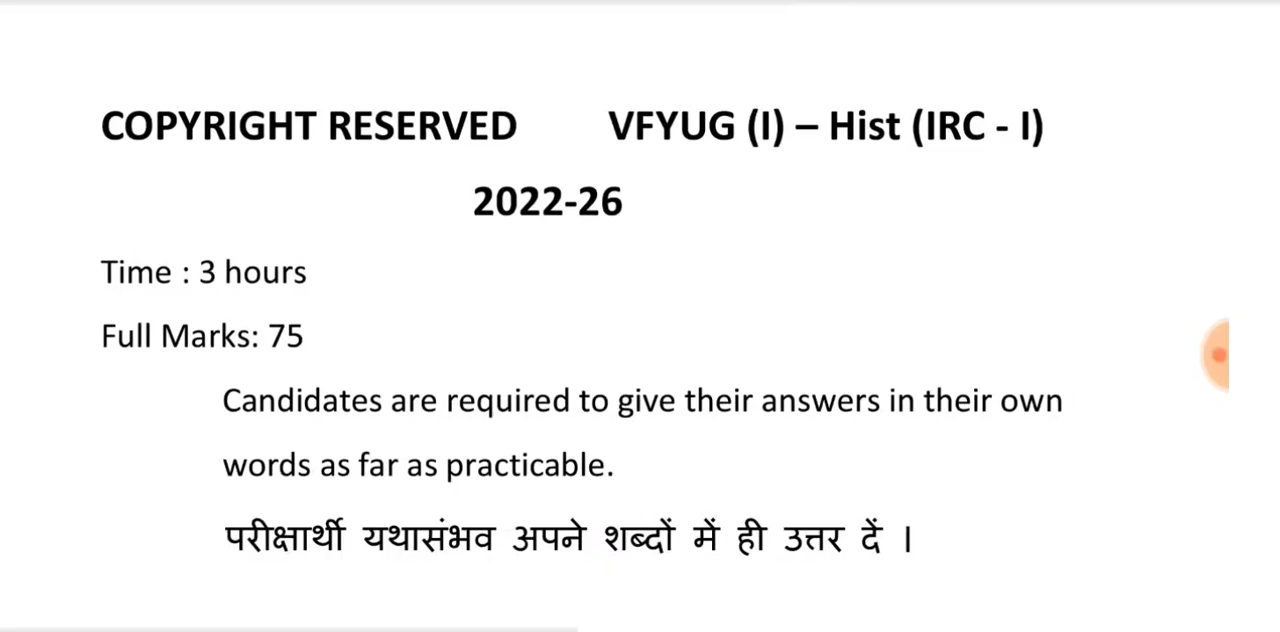 COPYRIGHT RESERVED VFYUG (I) – Hist (IRC - I)
2022-26
Time : 3 hours
Full Marks: 75
Candidates are required to give their answers in their own
words as far as practicable.
परीक्षार्थी यथासंभव अपने शब्दों में ही उत्तर दें ।